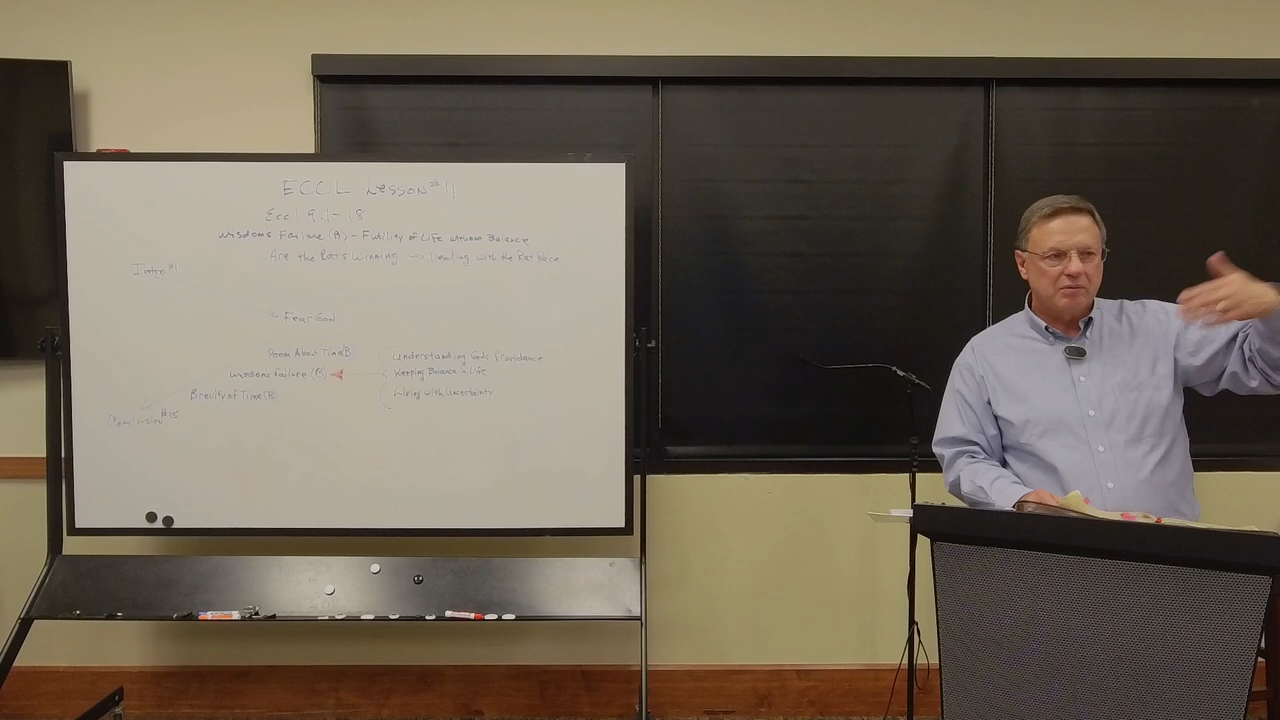 ECCL Lesson #11
Eccl 9:1-18
Wisdoms Failure (B) - Futility of Life without Balance
Are the Rats Winning -> Dealing with the Rat Race
Intro #1
Fear God
Poem About Time (B)
Understanding God's Providence
Wisdoms Failure (B)
Keeping Balance in Life
Brevity of Time (B)
Living with Uncertainty
Conclusion #15